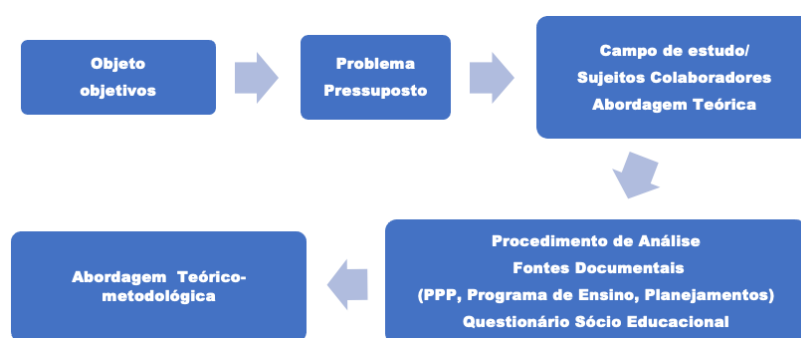 Objeto
objetivos
Problema
Pressuposto
Campo de estudo/
Sujeitos Colaboradores
Abordagem Teórica
Procedimento de Análise
Fontes Documentais
(PPP, Programa de Ensino, Planejamentos)
Questionário Sócio Educacional
Abordagem Teórico-
metodológica